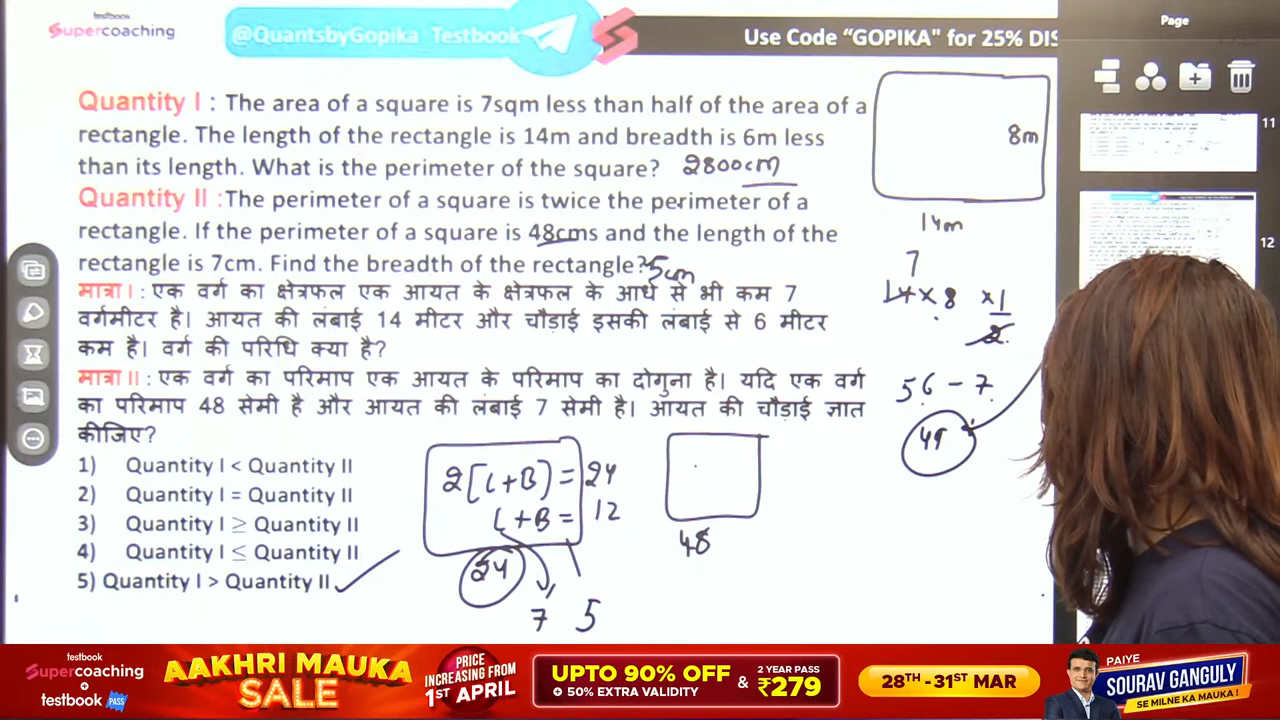 testbook
Supercoaching
@QuantsbyGopika Testbook
Use Code “GOPIKA" for 25% DIS
Page
Quantity I : The area of a square is 7sqm less than half of the area of a
rectangle. The length of the rectangle is 14m and breadth is 6m less
than its length. What is the perimeter of the square? 2800cm
Quantity II :The perimeter of a square is twice the perimeter of a
rectangle. If the perimeter of a square is 48cms and the length of the
rectangle is 7cm. Find the breadth of the rectangle? 5cm
मात्रा I : एक वर्ग का क्षेत्रफल एक आयत के क्षेत्रफल के आधे से भी कम 7
वर्गमीटर है। आयत की लंबाई 14 मीटर और चौड़ाई इसकी लंबाई से 6 मीटर
कम है। वर्ग की परिधि क्या है?
मात्रा II : एक वर्ग का परिमाप एक आयत के परिमाप का दोगुना है। यदि एक वर्ग
का परिमाप 48 सेमी है और आयत की लंबाई 7 सेमी है। आयत की चौड़ाई ज्ञात
कीजिए?
1) Quantity I < Quantity II
2) Quantity I = Quantity II
3) Quantity I ≥ Quantity II
4) Quantity I ≤ Quantity II
5) Quantity I > Quantity II
2[L+B) = 24
L+B = 12
24
7 5
48
8m
14m
7
14 x 8 x 1
2
56 - 7
49
11
12
testbook
Supercoaching
+
testbook PASS
AAKHRI MAUKA
SALE
PRICE
INCREASING FROM
1ST APRIL
UPTO 90% OFF
+ 50% EXTRA VALIDITY
&
2 YEAR PASS
₹279
28TH - 31ST MAR
PAIYE
SOURAV GANGULY
SE MILNE KA MAUKA!